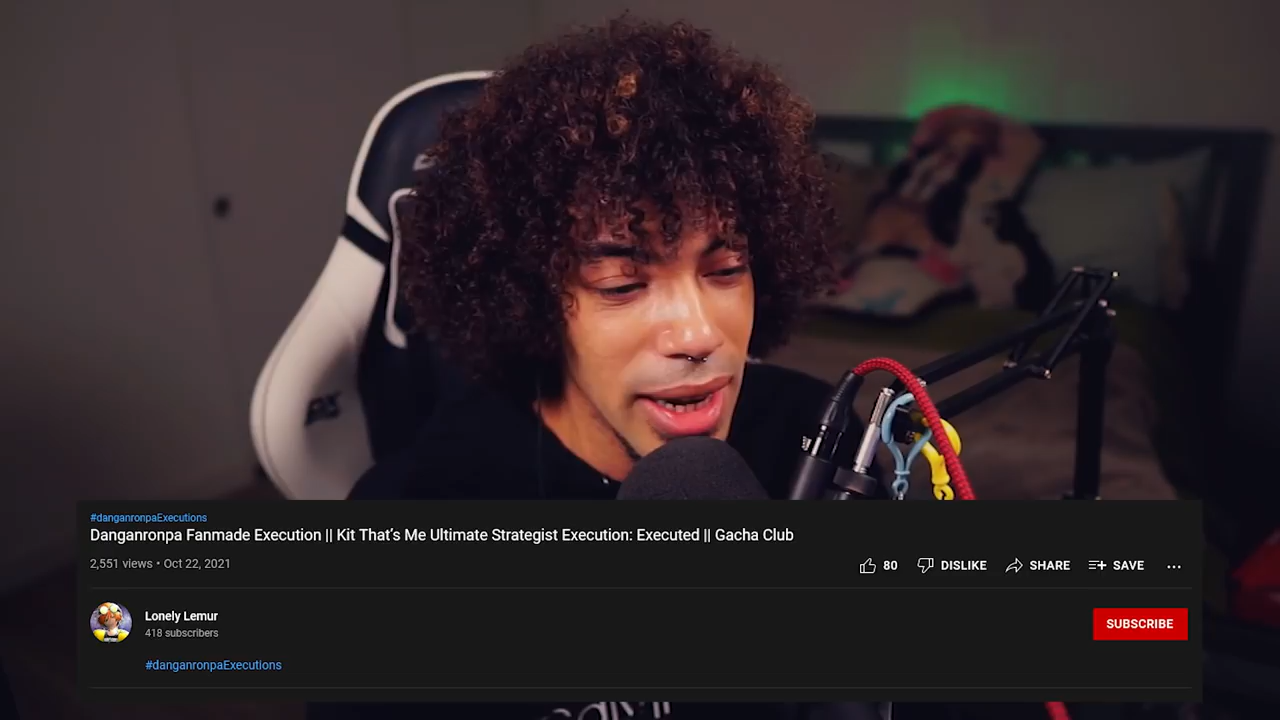 #danganronpaExecutions
Danganronpa Fanmade Execution || Kit That's Me Ultimate Strategist Execution: Executed || Gacha Club
2,551 views • Oct 22, 2021
80 DISLIKE SHARE SAVE ...
Lonely Lemur
418 subscribers
SUBSCRIBE
#danganronpaExecutions